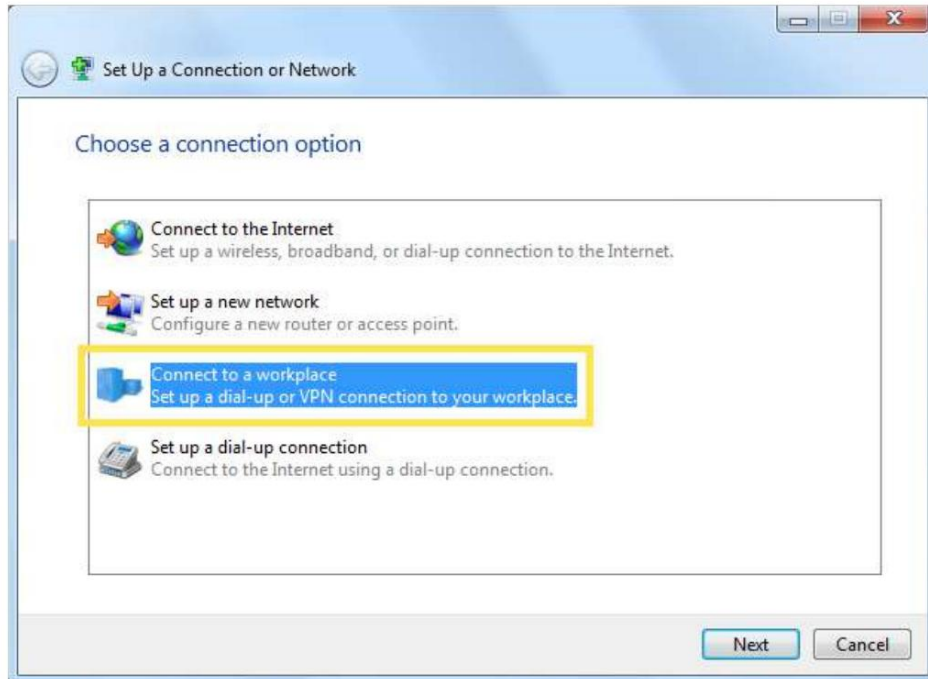 Set Up a Connection or Network
Choose a connection option
Connect to the Internet
Set up a wireless, broadband, or dial-up connection to the Internet.
Set up a new network
Configure a new router or access point.
Connect to a workplace
Set up a dial-up or VPN connection to your workplace.
Set up a dial-up connection
Connect to the Internet using a dial-up connection.
Next Cancel